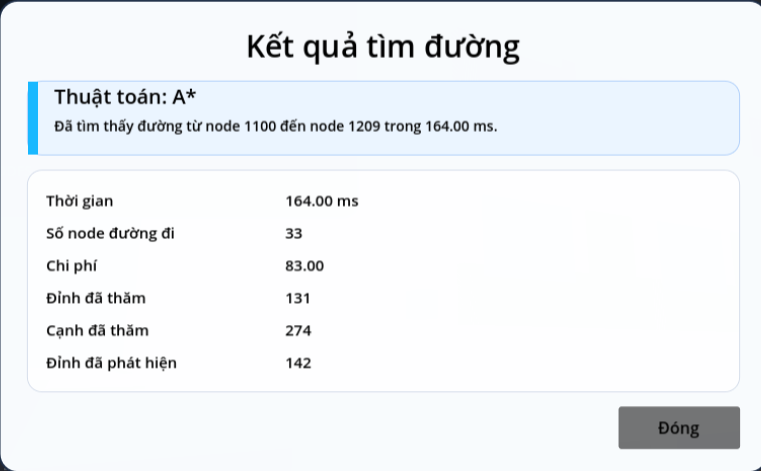 Kết quả tìm đường
Thuật toán: A*
Đã tìm thấy đường từ node 1100 đến node 1209 trong 164.00 ms.
Thời gian 164.00 ms
Số node đường đi 33
Chi phí 83.00
Đỉnh đã thăm 131
Cạnh đã thăm 274
Đỉnh đã phát hiện 142
Đóng